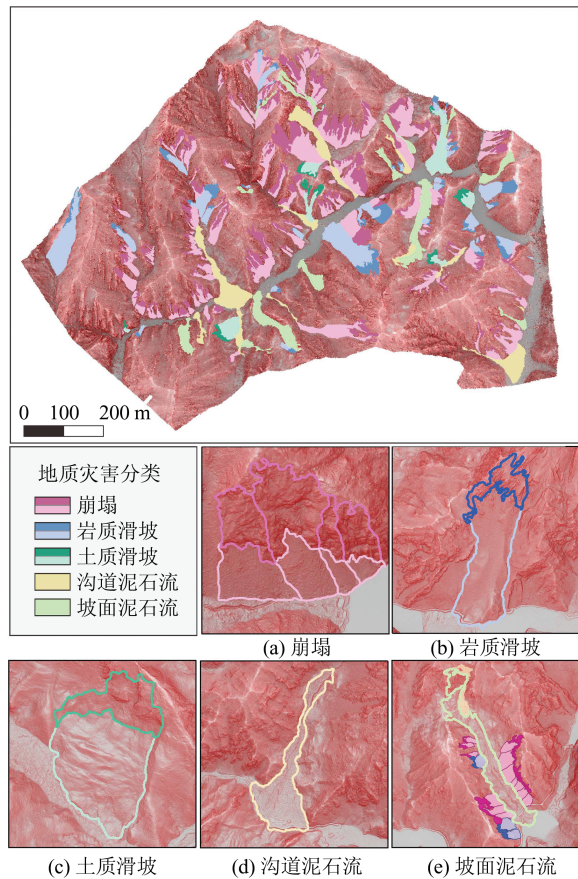 0 100 200 m
地质灾害分类
崩塌
岩质滑坡
土质滑坡
沟道泥石流
坡面泥石流
(a) 崩塌
(b) 岩质滑坡
(c) 土质滑坡
(d) 沟道泥石流
(e) 坡面泥石流